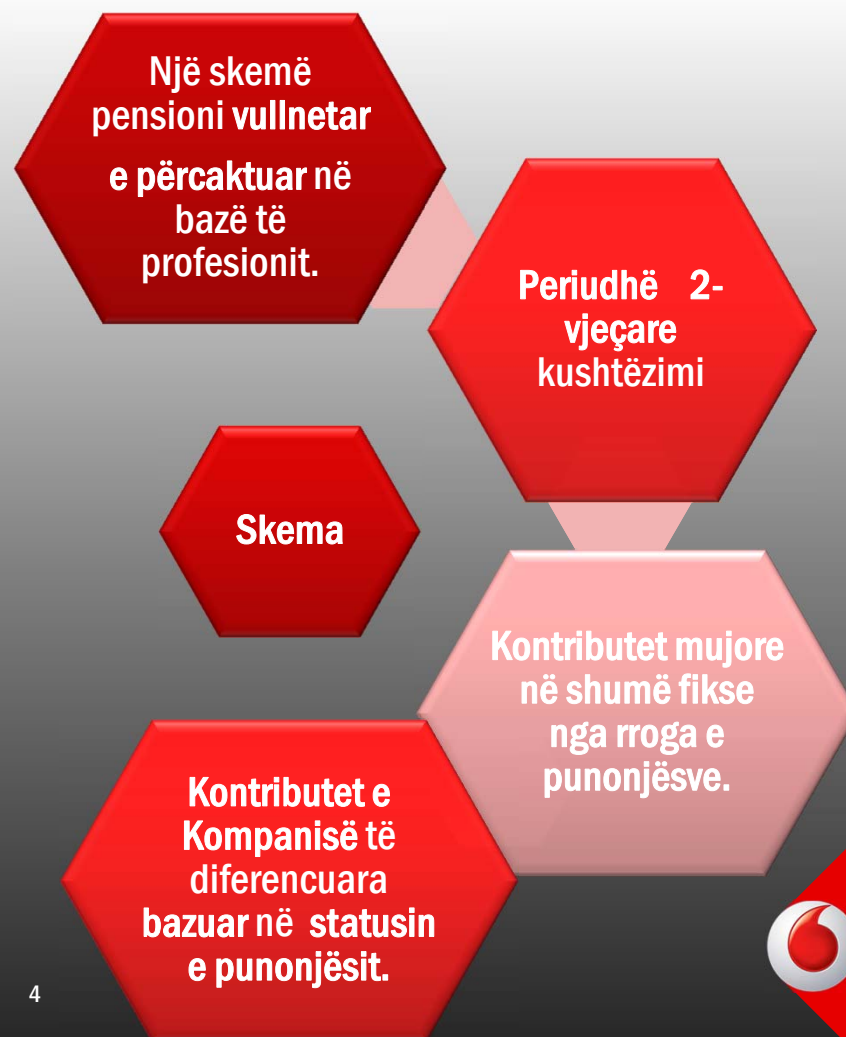 Një skemë
pensioni vullnetar
e përcaktuar në
bazë të
profesionit.
Periudhë 2-
vjeçare
kushtëzimi
Skema
Kontributet mujore
në shumë fikse
nga rroga e
punonjësve.
Kontributet e
Kompanisë të
diferencuara
bazuar në statusin
e punonjësit.
4